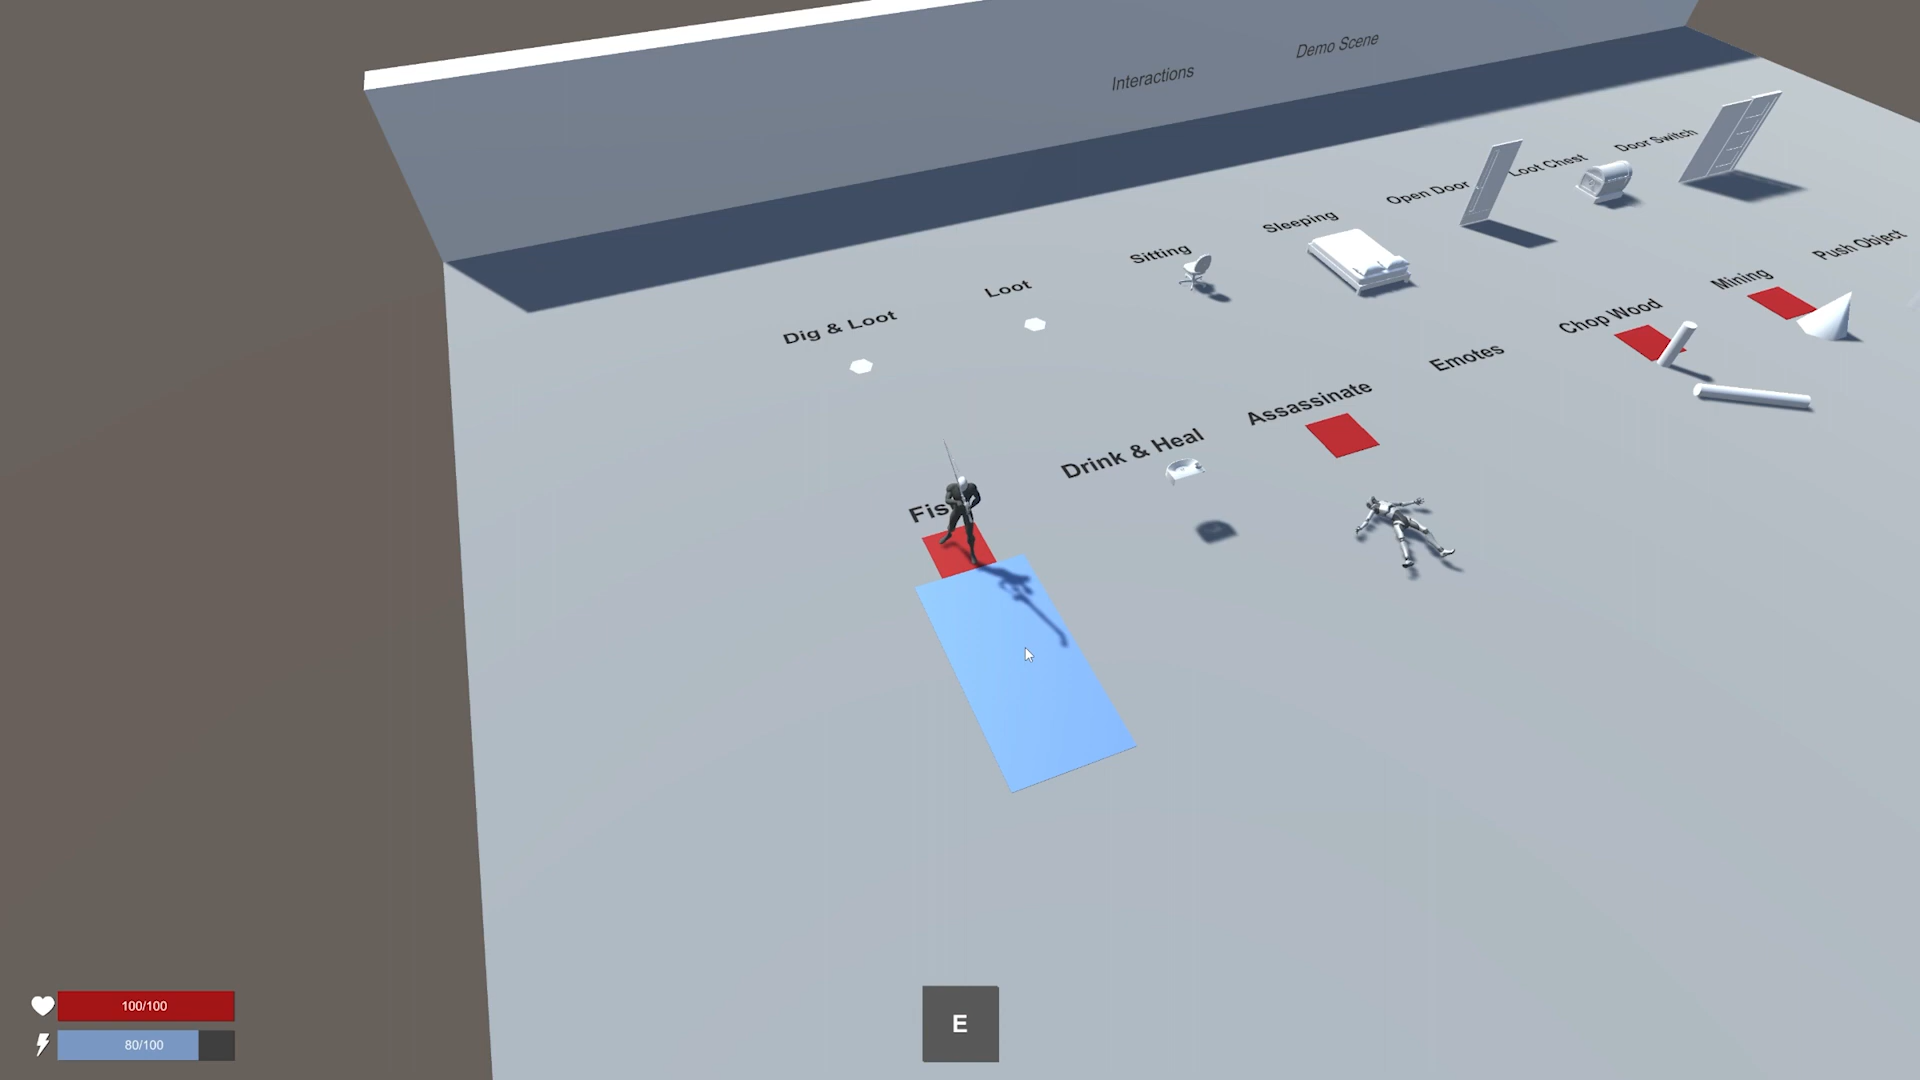 Demo Scene
Interactions
Door Switch
Loot Chest
Open Door
Sleeping
Sitting
Loot
Dig & Loot
Push Object
Mining
Chop Wood
Emotes
Assassinate
Drink & Heal
Fis
100/100
80/100
E